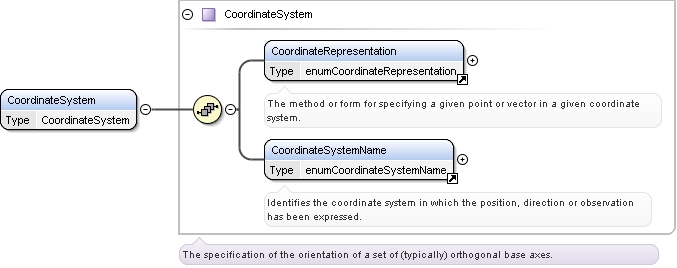 CoordinateSystem
CoordinateRepresentation
Type enumCoordinateRepresentation
The method or form for specifying a given point or vector in a given coordinate
system.
CoordinateSystem
Type CoordinateSystem
CoordinateSystemName
Type enumCoordinateSystemName
Identifies the coordinate system in which the position, direction or observation
has been expressed.
The specification of the orientation of a set of (typically) orthogonal base axes.